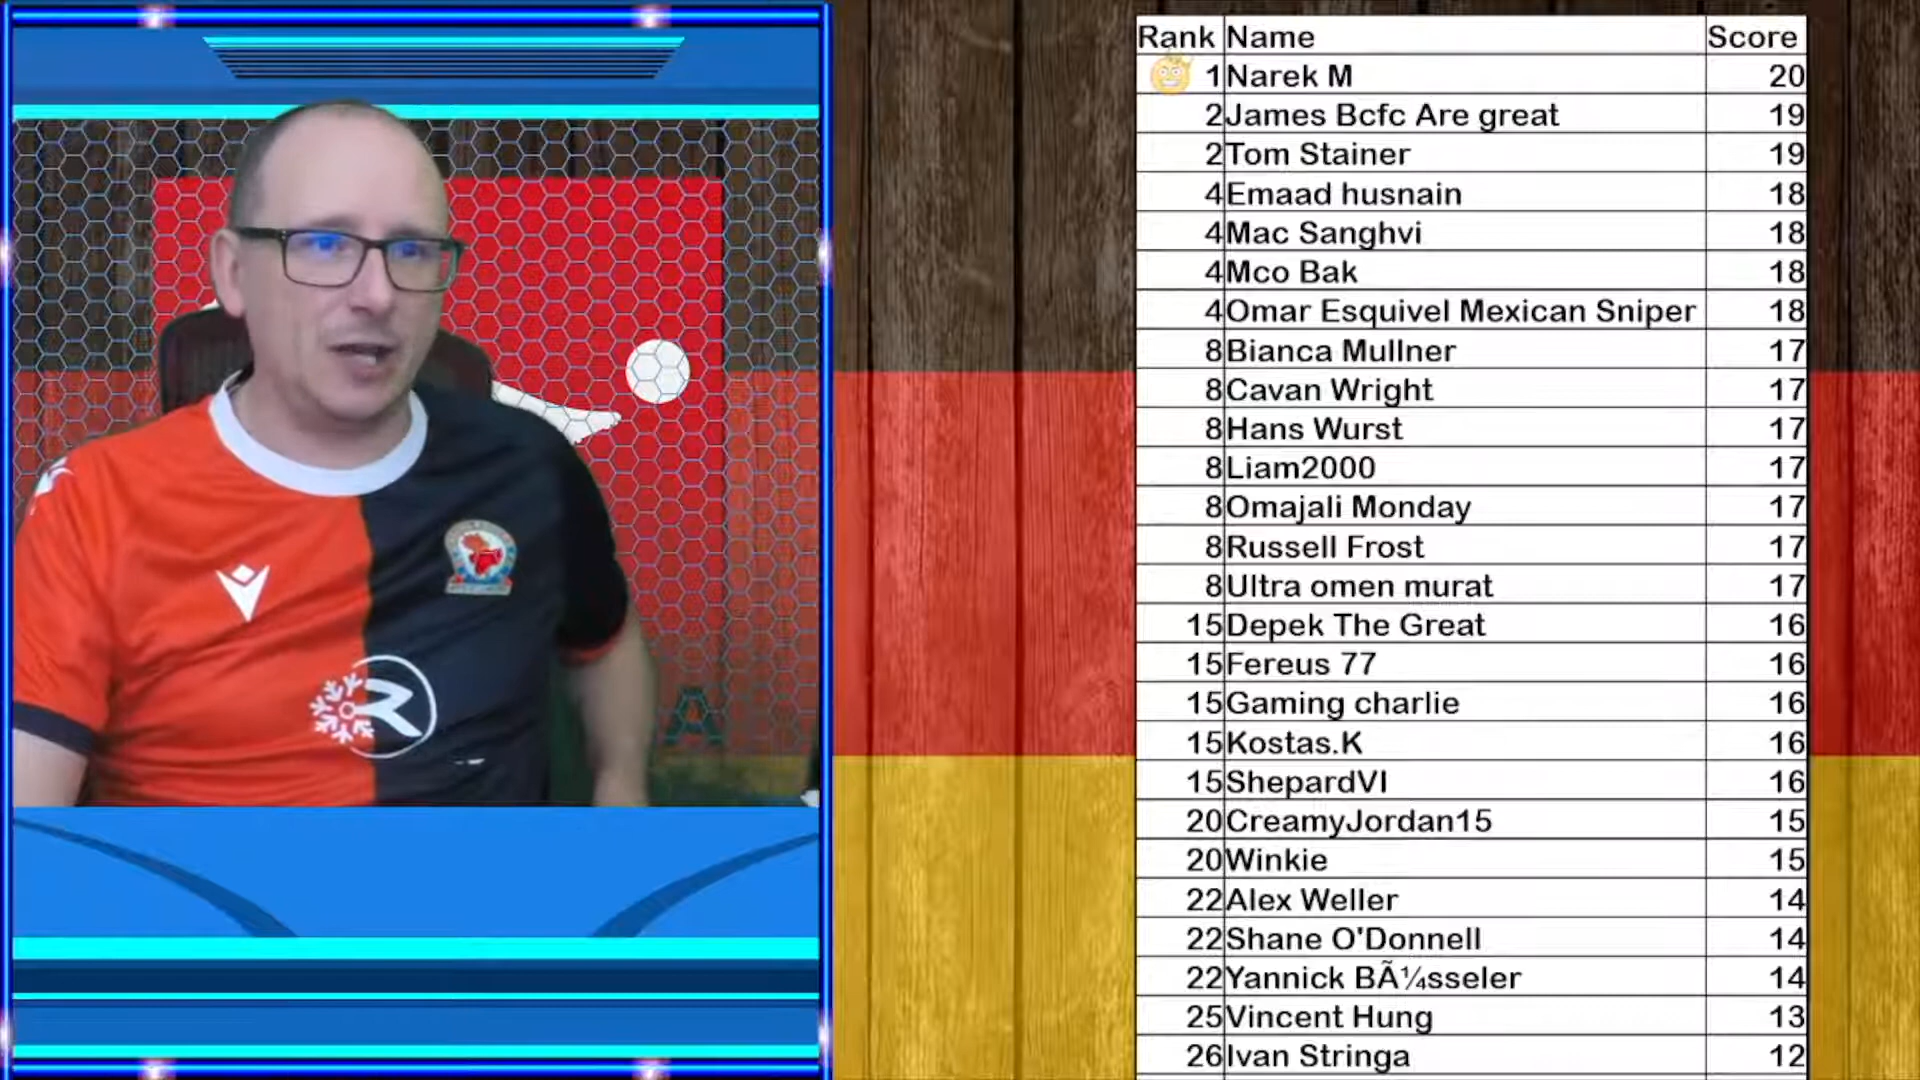 Rank Name Score
1 Narek M 20
2 James Bcfc Are great 19
2 Tom Stainer 19
4 Emaad husnain 18
4 Mac Sanghvi 18
4 Mco Bak 18
4 Omar Esquivel Mexican Sniper 18
8 Bianca Mullner 17
8 Cavan Wright 17
8 Hans Wurst 17
8 Liam2000 17
8 Omajali Monday 17
8 Russell Frost 17
8 Ultra omen murat 17
15 Depek The Great 16
15 Fereus 77 16
15 Gaming charlie 16
15 Kostas.K 16
15 ShepardVI 16
20 CreamyJordan15 15
20 Winkie 15
22 Alex Weller 14
22 Shane O'Donnell 14
22 Yannick BÃ¼sseler 14
25 Vincent Hung 13
26 Ivan Stringa 12